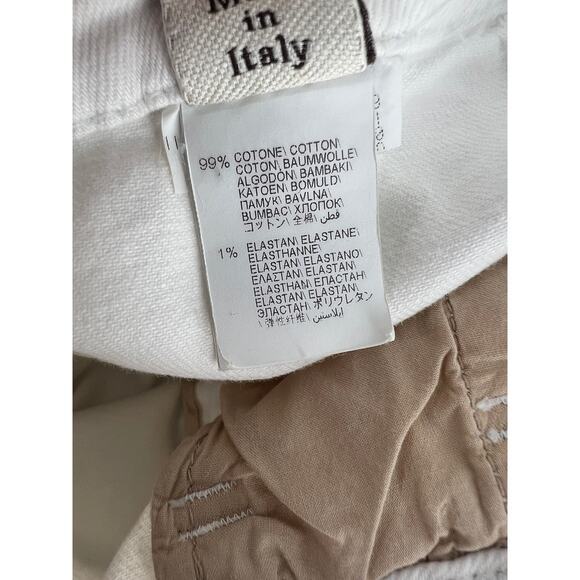 in
Italy
99% COTONE\ COTTON\
COTON\ BAUMWOLLE\
ALGODÓN\ BAMBAKI\
KATOEN\ BOMULD\
ПАМУК\ BAVLNA\
BUMBAC\ ХЛОПОК\
コットン\ 全棉\ قطن\
1% ELASTAN\ ELASTANE\
ELASTHANNE\
ELASTAN\ ELASTANO\
ΕΛΑΣΤΑΝ\ ELASTAN\
ELASTAN\ ЕЛАСТАН\
ELASTAN\ ELASTAN\
ЭЛАСТАН\ ポリウレタン\
\ 弹性纤维\ إيلاستين\